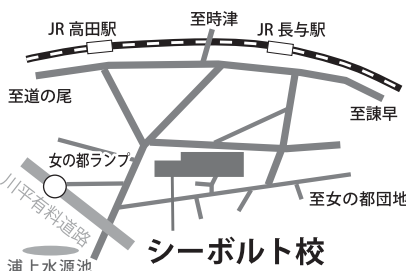 至時津
JR 高田駅
JR 長与駅
至道の尾
至諫早
女の都ランプ
川平有料道路
至女の都団地
シーボルト校
浦上水源池